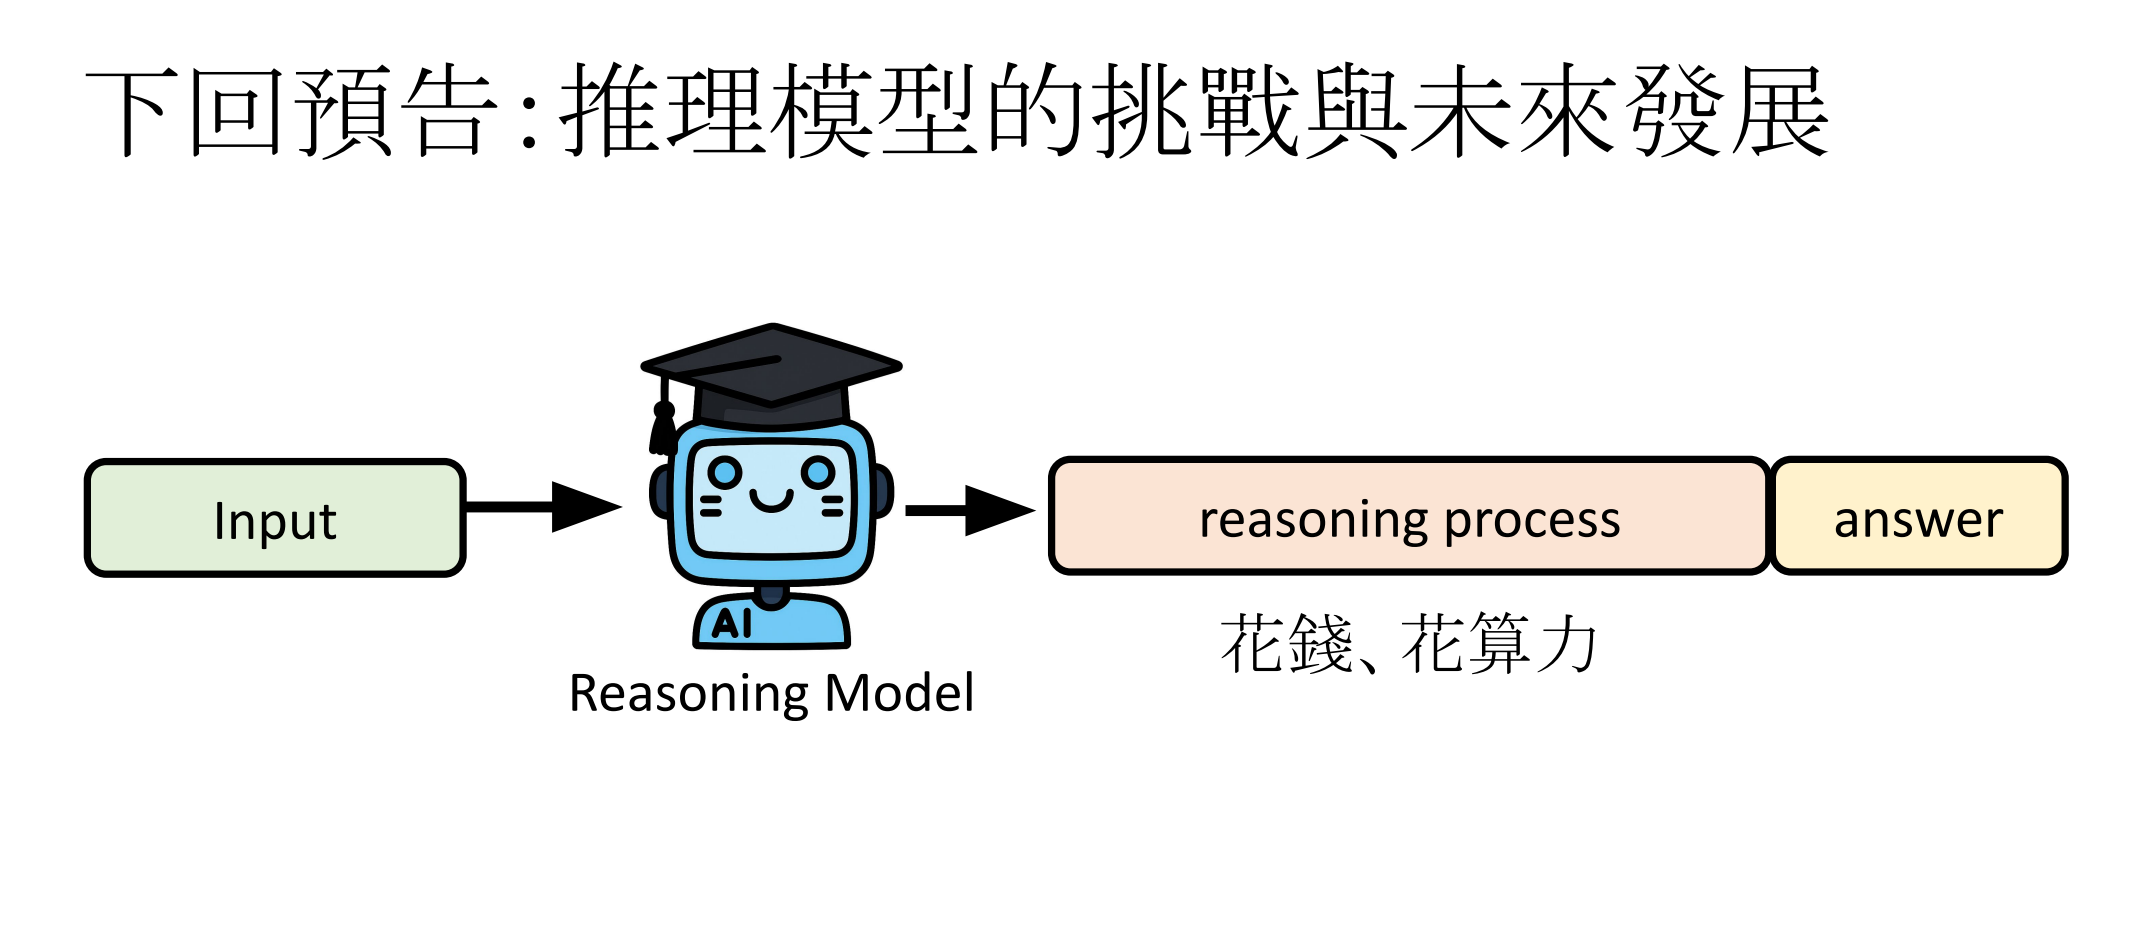 下回預告:推理模型的挑戰與未來發展
Input
AI
Reasoning Model
reasoning process
answer
花錢、花算力